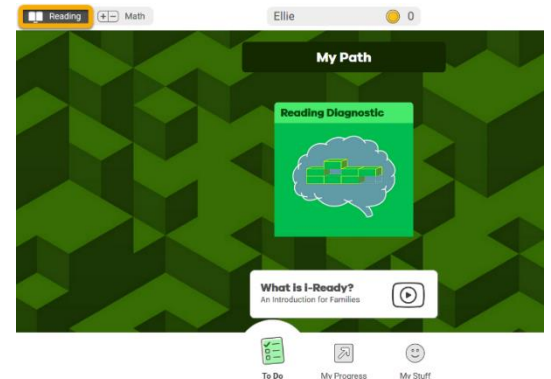 Reading
Math
Ellie
0
My Path
Reading Diagnostic
What is i-Ready?
An Introduction for Families
To Do
My Progress
My Stuff